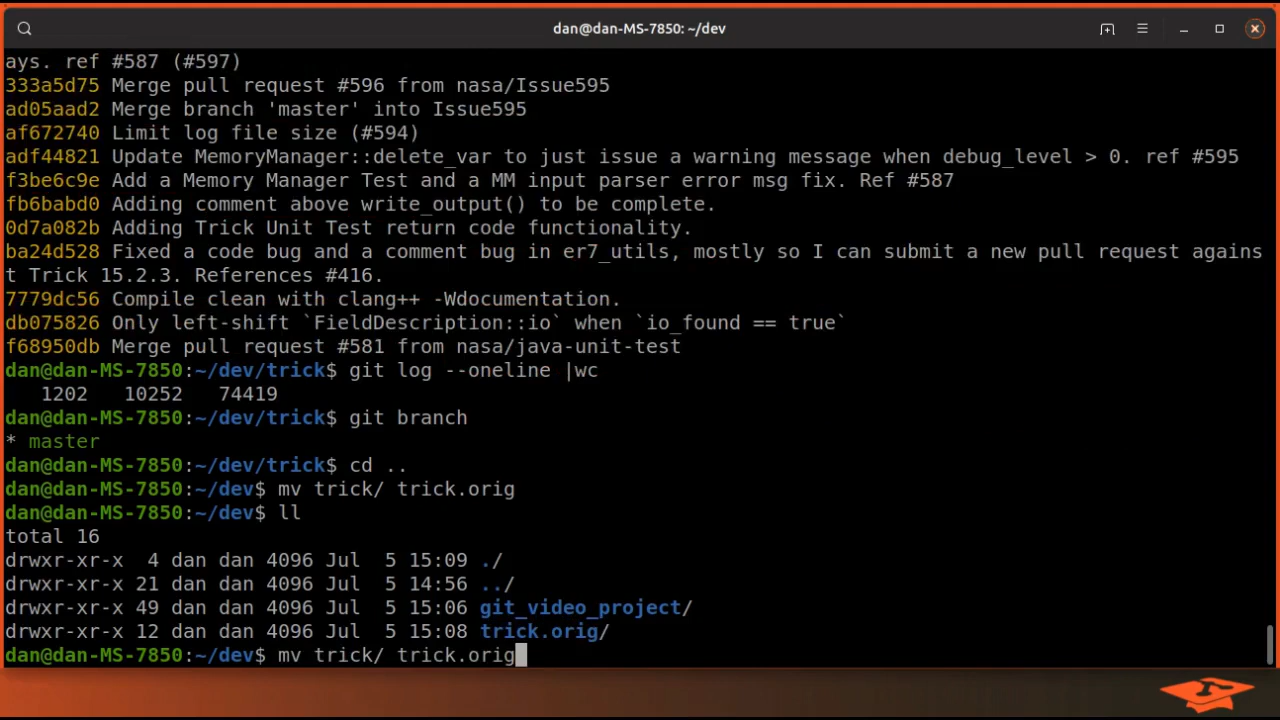 dan@dan-MS-7850: ~/dev
ays. ref #587 (#597)
333a5d75 Merge pull request #596 from nasa/Issue595
ad05aad2 Merge branch 'master' into Issue595
af672740 Limit log file size (#594)
adf44821 Update MemoryManager::delete_var to just issue a warning message when debug_level > 0. ref #595
f3be6c9e Add a Memory Manager Test and a MM input parser error msg fix. Ref #587
fb6babd0 Adding comment above write_output() to be complete.
0d7a082b Adding Trick Unit Test return code functionality.
ba24d528 Fixed a code bug and a comment bug in er7_utils, mostly so I can submit a new pull request agains
t Trick 15.2.3. References #416.
7779dc56 Compile clean with clang++ -Wdocumentation.
db075826 Only left-shift `FieldDescription::io` when `io_found == true`
f68950db Merge pull request #581 from nasa/java-unit-test
dan@dan-MS-7850:~/dev/trick$ git log --oneline |wc
   1202   10252   74419
dan@dan-MS-7850:~/dev/trick$ git branch
* master
dan@dan-MS-7850:~/dev/trick$ cd ..
dan@dan-MS-7850:~/dev$ mv trick/ trick.orig
dan@dan-MS-7850:~/dev$ ll
total 16
drwxr-xr-x  4 dan dan 4096 Jul  5 15:09 ./
drwxr-xr-x 21 dan dan 4096 Jul  5 14:56 ../
drwxr-xr-x 49 dan dan 4096 Jul  5 15:06 git_video_project/
drwxr-xr-x 12 dan dan 4096 Jul  5 15:08 trick.orig/
dan@dan-MS-7850:~/dev$ mv trick/ trick.orig